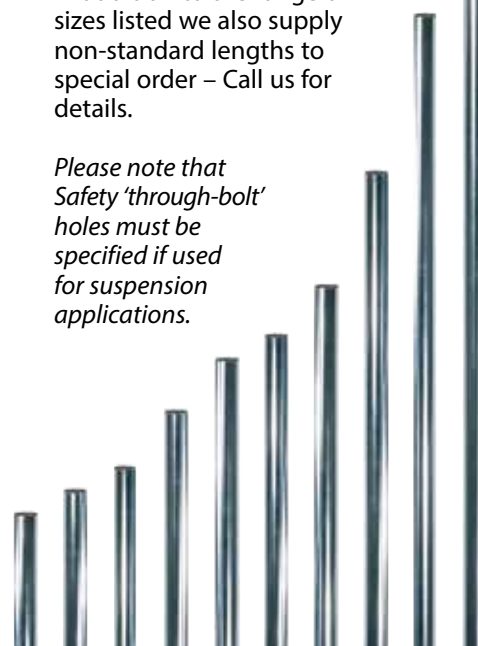 sizes listed we also supply
non-standard lengths to
special order – Call us for
details.
Please note that
Safety ‘through-bolt’
holes must be
specified if used
for suspension
applications.